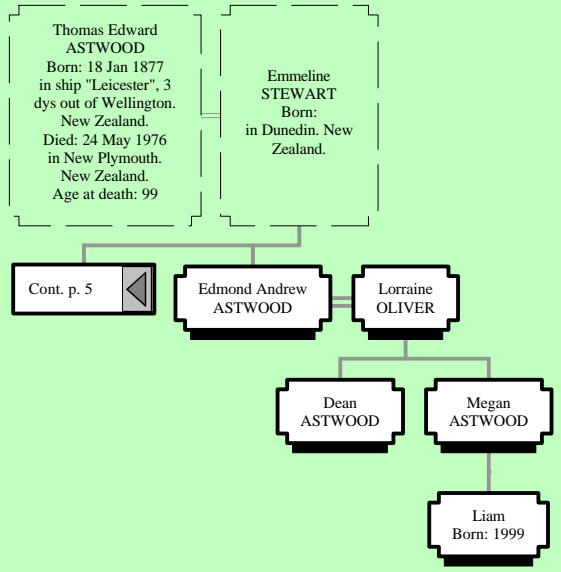 Thomas Edward
ASTWOOD
Born: 18 Jan 1877
in ship "Leicester", 3
dys out of Wellington.
New Zealand.
Died: 24 May 1976
in New Plymouth.
New Zealand.
Age at death: 99
Emmeline
STEWART
Born:
in Dunedin. New
Zealand.
Cont. p. 5
Edmond Andrew
ASTWOOD
Lorraine
OLIVER
Dean
ASTWOOD
Megan
ASTWOOD
Liam
Born: 1999